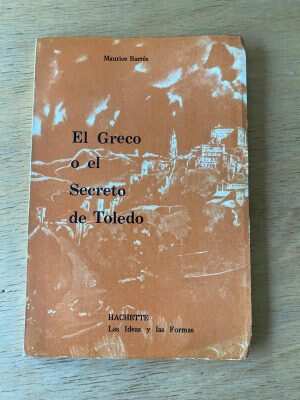 Maurice Barrès
El Greco
o el
Secreto
de Toledo
HACHETTE
Las Ideas y las Formas